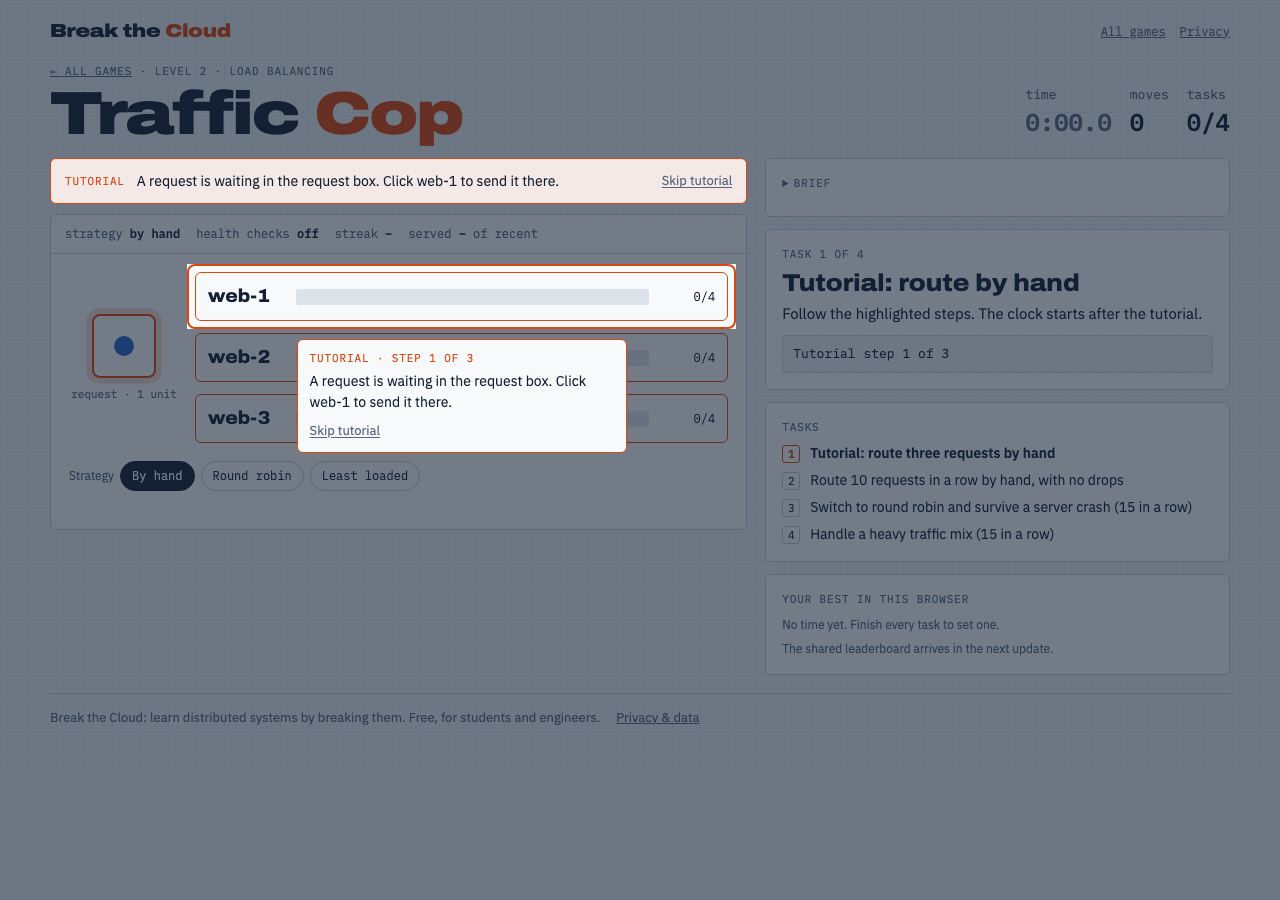 Break the Cloud
All games Privacy
← ALL GAMES · LEVEL 2 · LOAD BALANCING
Traffic Cop
time moves tasks
0:00.0 0 0/4
TUTORIAL A request is waiting in the request box. Click web-1 to send it there. Skip tutorial
strategy by hand health checks off streak – served – of recent
web-1 0/4
web-2 0/4
web-3 0/4
request · 1 unit
TUTORIAL · STEP 1 OF 3
A request is waiting in the request box. Click
web-1 to send it there.
Skip tutorial
Strategy By hand Round robin Least loaded
▶ BRIEF
TASK 1 OF 4
Tutorial: route by hand
Follow the highlighted steps. The clock starts after the tutorial.
Tutorial step 1 of 3
TASKS
1 Tutorial: route three requests by hand
2 Route 10 requests in a row by hand, with no drops
3 Switch to round robin and survive a server crash (15 in a row)
4 Handle a heavy traffic mix (15 in a row)
YOUR BEST IN THIS BROWSER
No time yet. Finish every task to set one.
The shared leaderboard arrives in the next update.
Break the Cloud: learn distributed systems by breaking them. Free, for students and engineers. Privacy & data